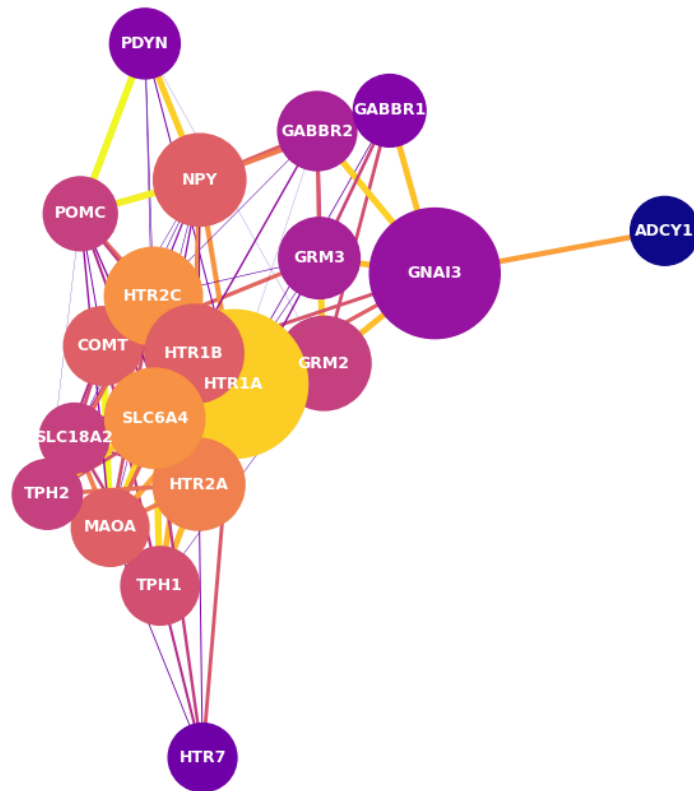 PDYN
GABBR1
GABBR2
NPY
POMC
ADCY1
GRM3
GNAI3
HTR2C
COMT
HTR1B
GRM2
HTR1A
SLC6A4
SLC18A2
HTR2A
TPH2
MAOA
TPH1
HTR7